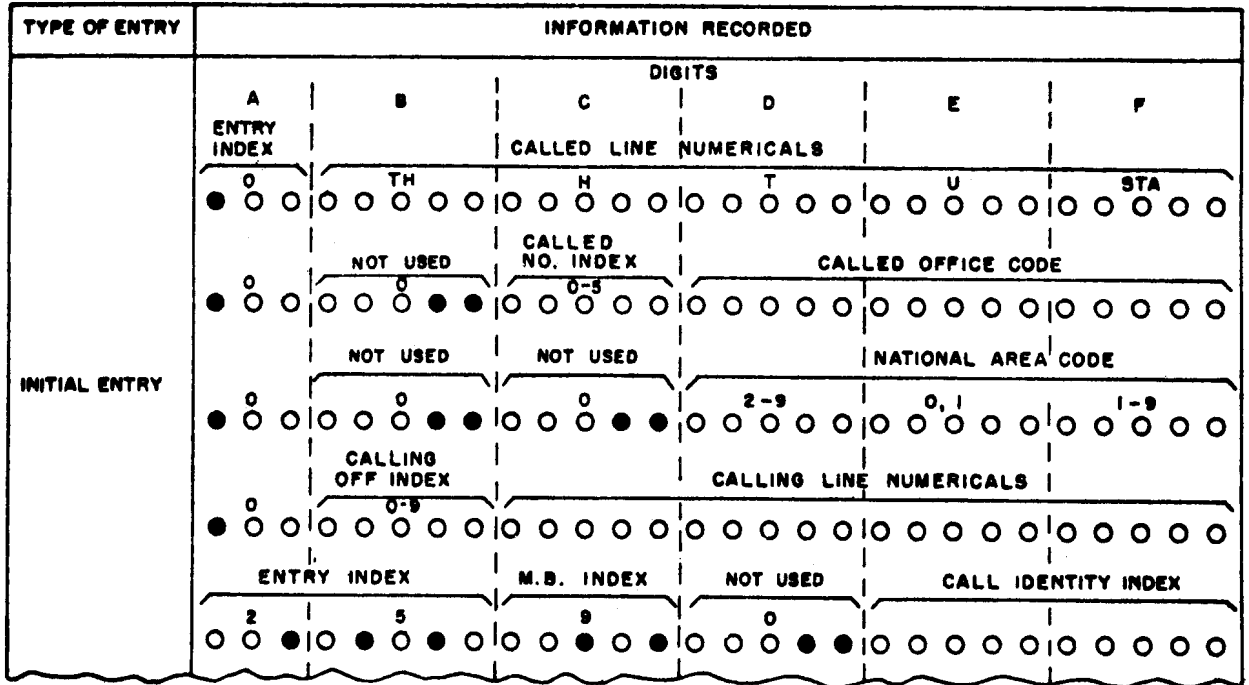 TYPE OF ENTRY INFORMATION RECORDED
DIGITS
A B C D E F
ENTRY INDEX
CALLED LINE NUMERICALS
0 TH H T U STA
NOT USED CALLED NO. INDEX CALLED OFFICE CODE
0 0 0-5
NOT USED NOT USED NATIONAL AREA CODE
INITIAL ENTRY
0 0 0 2-9 0, 1 1-9
CALLING OFF INDEX CALLING LINE NUMERICALS
0 0-9
ENTRY INDEX M.B. INDEX NOT USED CALL IDENTITY INDEX
2 5 9 0